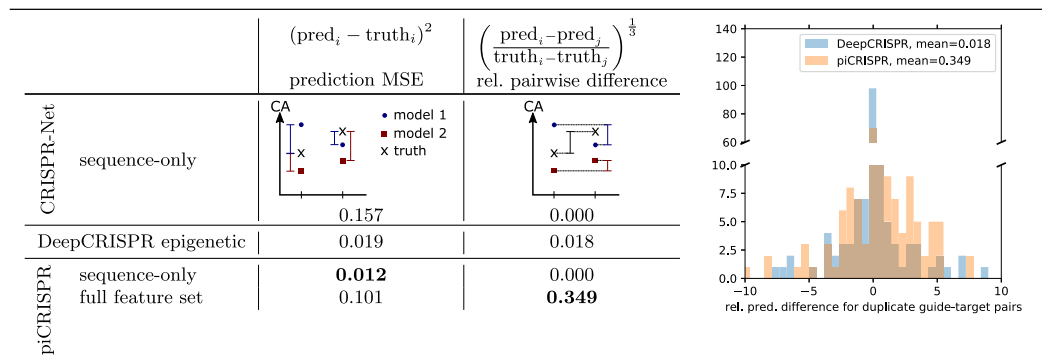 (pred_i − truth_i)^2
(pred_i−pred_j / truth_i−truth_j)^{1/3}
prediction MSE
rel. pairwise difference
CRISPR-Net
sequence-only
CA
model 1
model 2
x truth
0.157
CA
0.000
DeepCRISPR epigenetic 0.019 0.018
piCRISPR
sequence-only 0.012 0.000
full feature set 0.101 0.349
DeepCRISPR, mean=0.018
piCRISPR, mean=0.349
140
120
100
80
60
10.0
7.5
5.0
2.5
0.0
−10 −5 0 5 10
rel. pred. difference for duplicate guide-target pairs